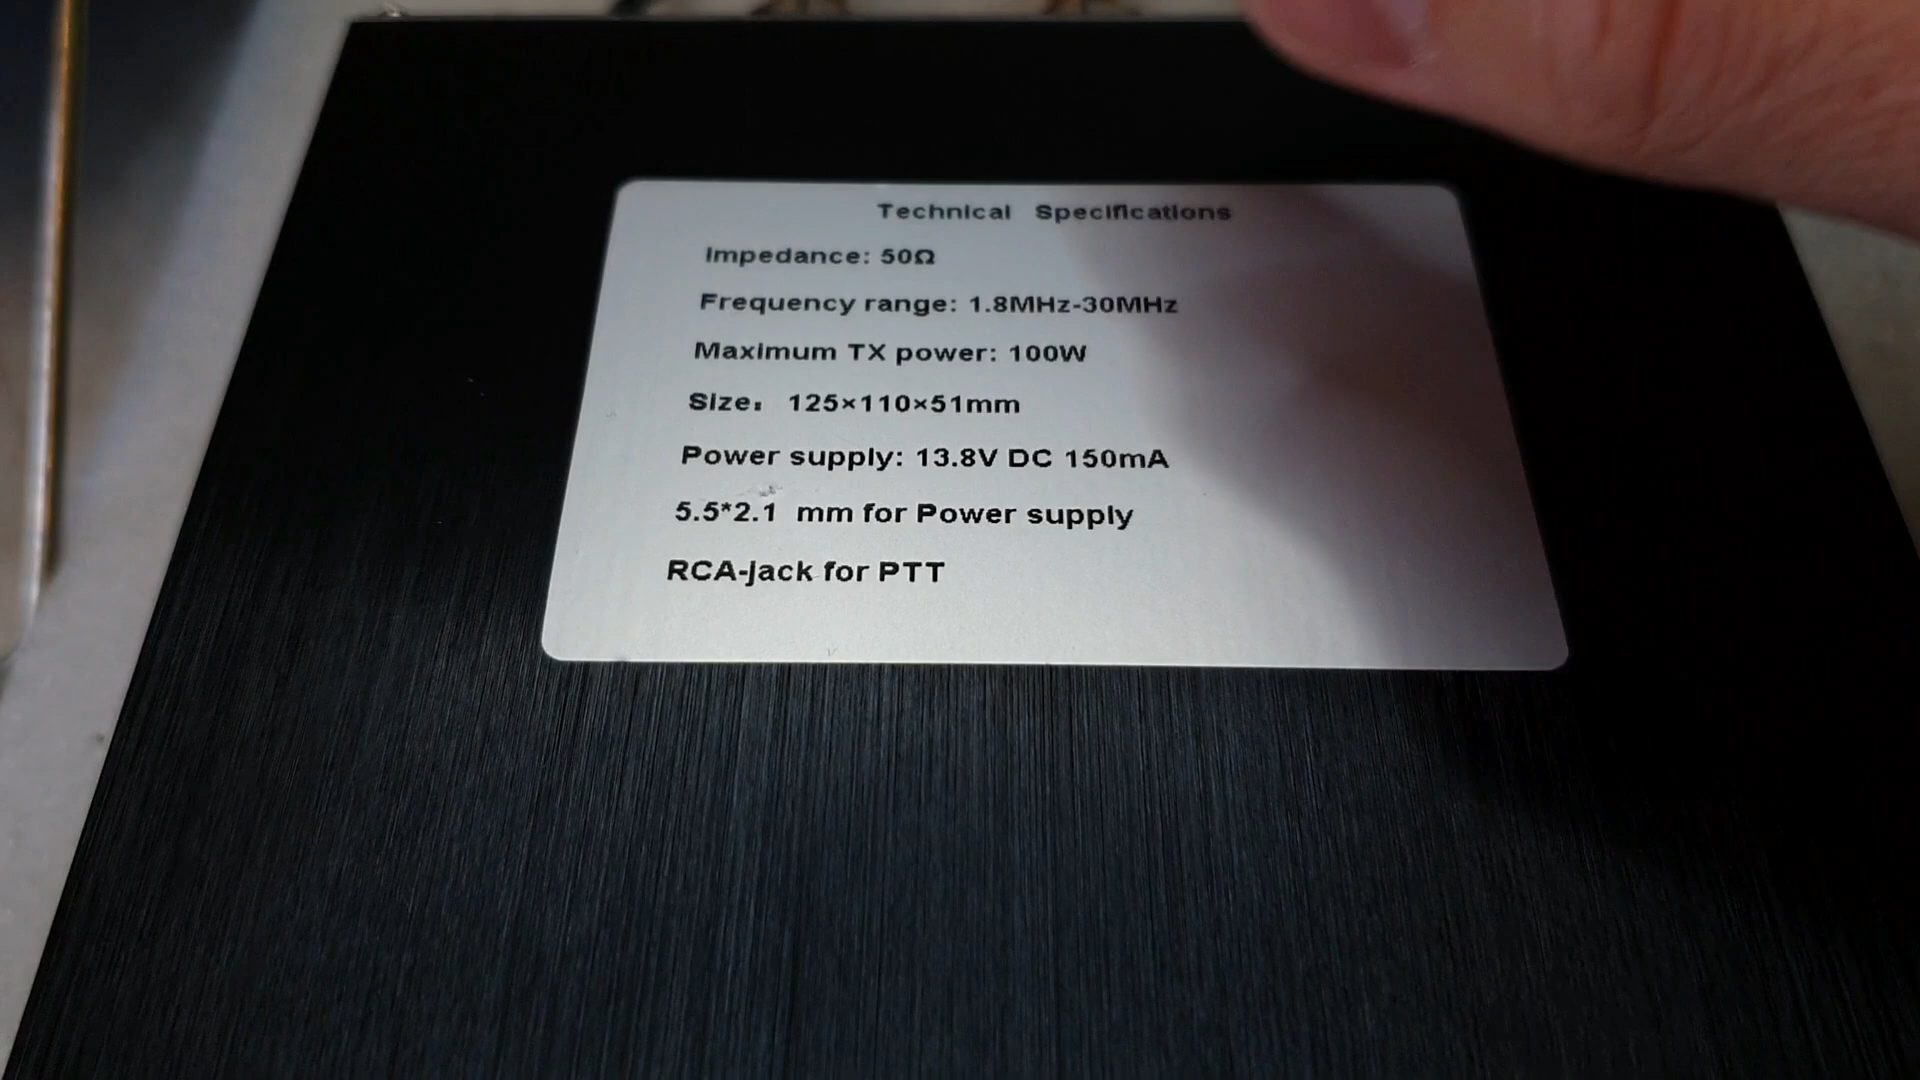 Technical Specifications
Impedance: 50Ω
Frequency range: 1.8MHz-30MHz
Maximum TX power: 100W
Size: 125×110×51mm
Power supply: 13.8V DC 150mA
5.5*2.1 mm for Power supply
RCA-jack for PTT